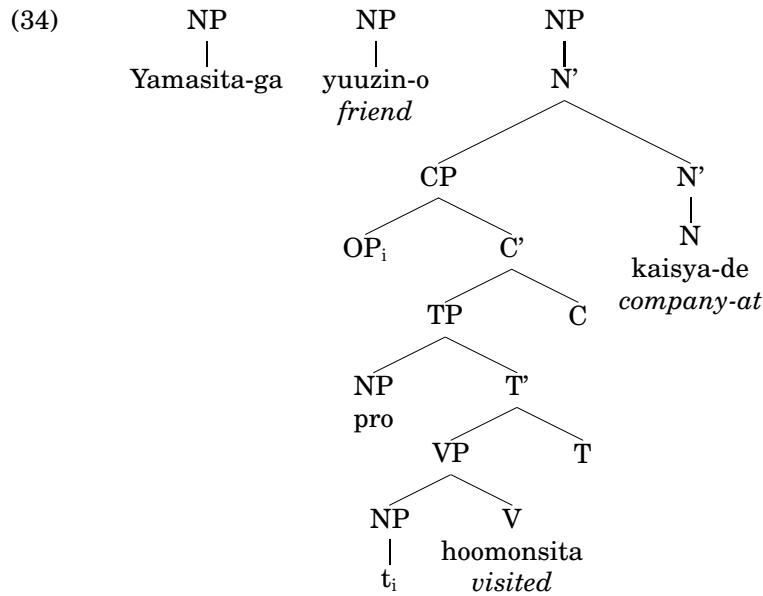 (34) NP NP NP
Yamasita-ga yuuzin-o N’
friend
CP N’
OPi C’ N
kaisya-de
TP C company-at
NP T’
pro
VP T
NP V
hoomonsita
ti visited